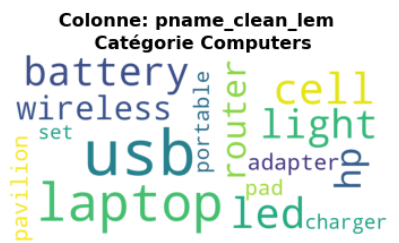 Colonne: pname_clean_lem
Catégorie Computers
battery
cell
wireless
portable
router
light
set
usb
adapter
hp
pavilion
laptop
pad
led
charger